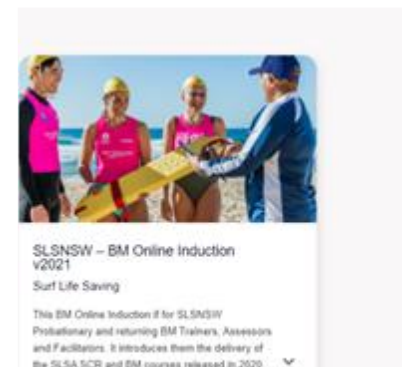 SLSNSW – BM Online Induction
v2021
Surf Life Saving
This BM Online Induction if for SLSNSW
Probationary and returning BM Trainers, Assessors
and Facilitators. It introduces them the delivery of
the SLSA SCR and BM courses released in 2020